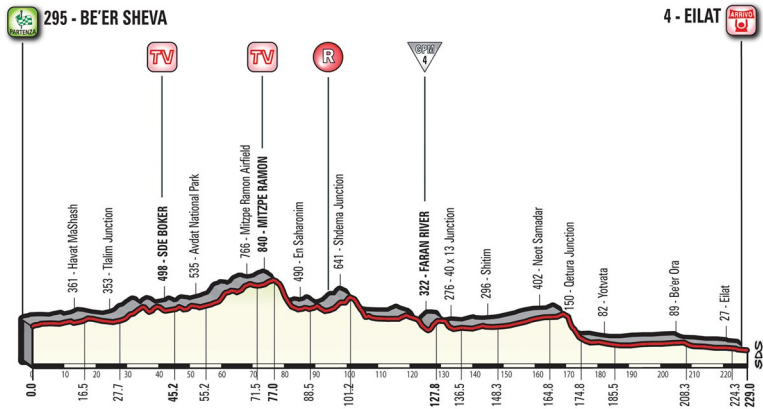 295 - BE'ER SHEVA
4 - EILAT
PARTENZA
ARRIVO
TV
TV
R
GPM
4
361 - Havat MaShash
353 - Tlalim Junction
498 - SDE BOKER
535 - Avdat National Park
766 - Mitzpe Ramon Airfield
840 - MITZPE RAMON
490 - En Saharonim
641 - Shdema Junction
322 - FARAN RIVER
276 - 40 x 13 Junction
296 - Shitim
402 - Neot Samadar
150 - Qetura Junction
82 - Yotvata
89 - Be'er Ora
27 - Eilat
10 20 30 40 50 60 70 80 90 100 110 120 130 140 150 160 170 180 190 200 210 220
0.0 16.5 27.7 45.2 55.2 71.5 77.0 88.5 101.2 127.8 136.5 148.3 164.8 174.8 185.5 208.3 224.3 229.0
SDS